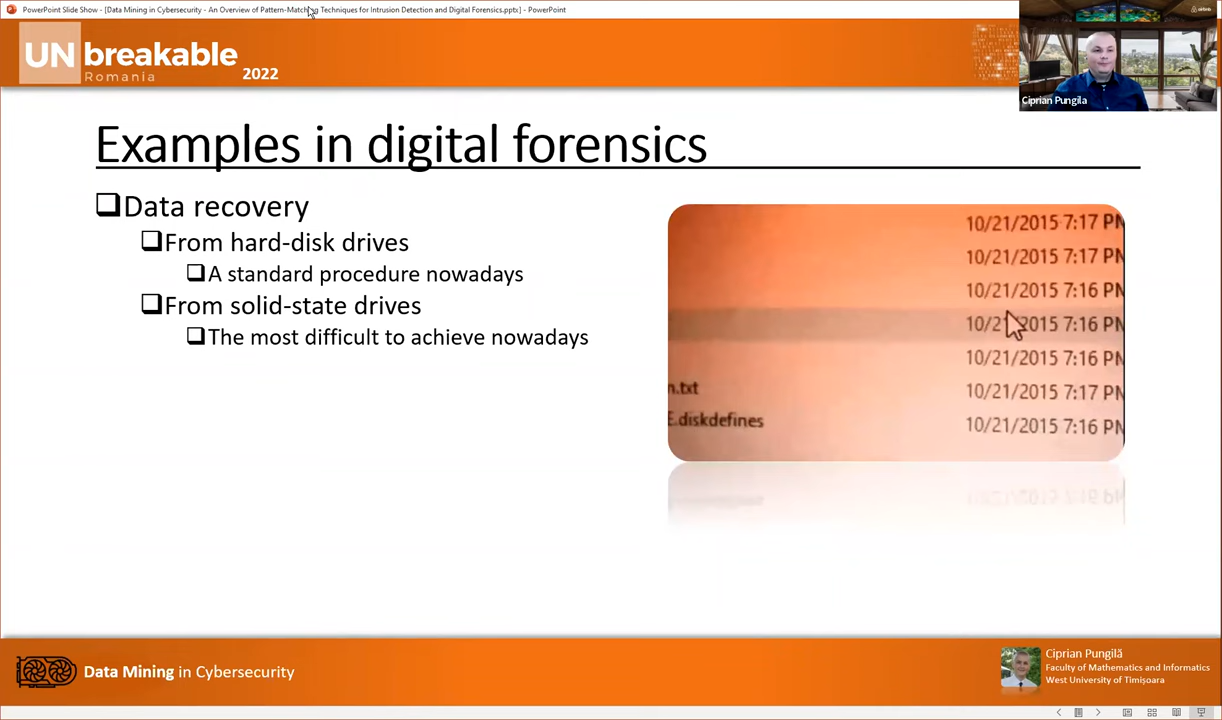 PowerPoint Slide Show - [Data Mining in Cybersecurity - An Overview of Pattern-Matching Techniques for Intrusion Detection and Digital Forensics.pptx] - PowerPoint
airbnb
UNbreakable
Romania
2022
Ciprian Pungila
Examples in digital forensics
Data recovery
From hard-disk drives
A standard procedure nowadays
From solid-state drives
The most difficult to achieve nowadays
10/21/2015 7:17 PM
10/21/2015 7:17 PM
10/21/2015 7:16 PM
10/21/2015 7:16 PM
10/21/2015 7:16 PM
n.txt 10/21/2015 7:17 PM
E.diskdefines 10/21/2015 7:16 PM
Data Mining in Cybersecurity
Ciprian Pungilă
Faculty of Mathematics and Informatics
West University of Timișoara